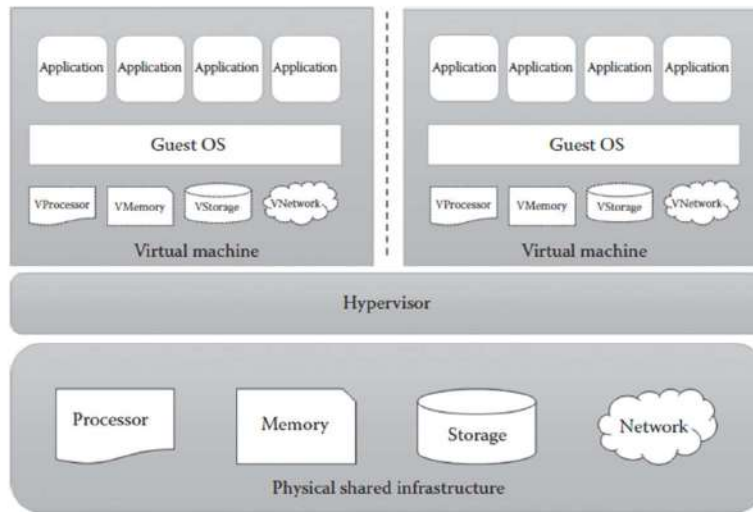 Application Application Application Application
Application Application Application Application
Guest OS
Guest OS
VProcessor VMemory VStorage VNetwork
VProcessor VMemory VStorage VNetwork
Virtual machine
Virtual machine
Hypervisor
Processor Memory Storage Network
Physical shared infrastructure